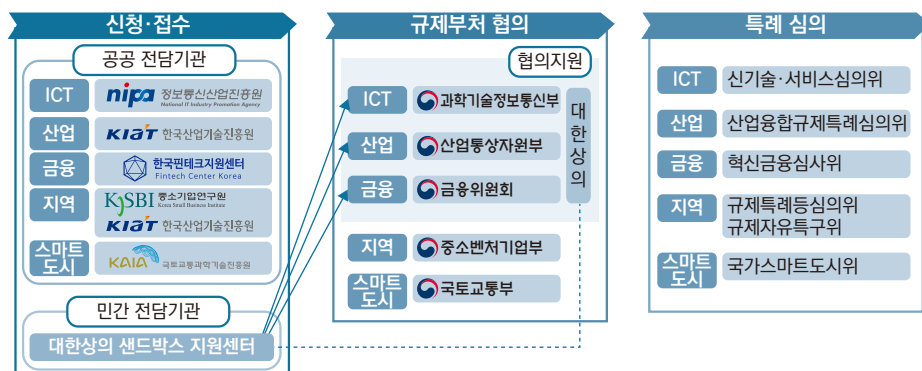 신청·접수
공공 전담기관
ICT
nipa 정보통신산업진흥원
National IT Industry Promotion Agency
산업
KIAT 한국산업기술진흥원
금융
한국핀테크지원센터
Fintech Center Korea
지역
KOSBI 중소기업연구원
Korea Small Business Institute
KIAT 한국산업기술진흥원
스마트
도시
KAIA 국토교통과학기술진흥원
민간 전담기관
대한상의 샌드박스 지원센터
규제부처 협의
협의지원
ICT
과학기술정보통신부
산업
산업통상자원부
금융
금융위원회
대한상의
지역
중소벤처기업부
스마트
도시
국토교통부
특례 심의
ICT
신기술·서비스심의위
산업
산업융합규제특례심의위
금융
혁신금융심사위
지역
규제특례등심의위
규제자유특구위
스마트
도시
국가스마트도시위